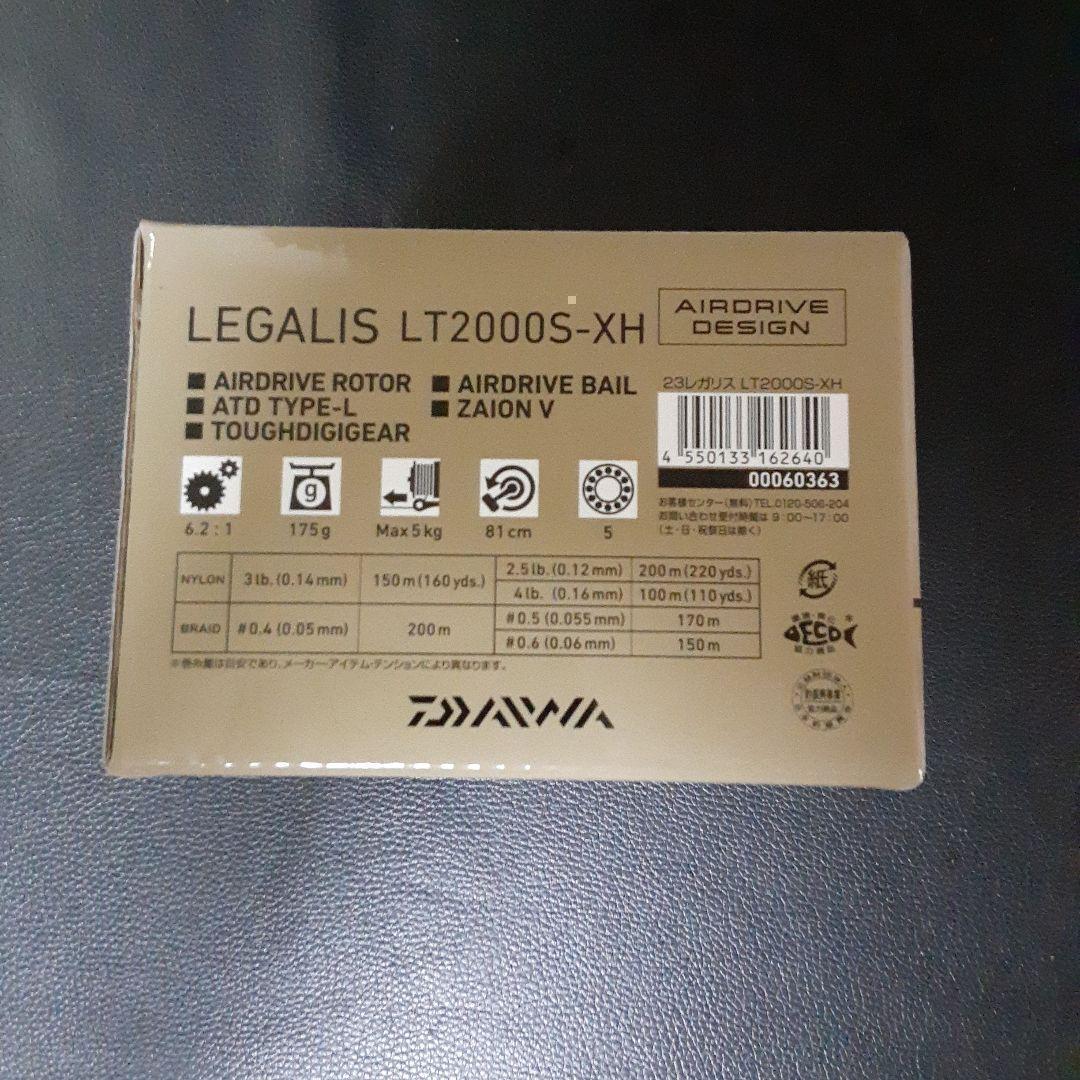 LEGALIS LT2000S-XH
AIRDRIVE
DESIGN
■ AIRDRIVE ROTOR ■ AIRDRIVE BAIL
■ ATD TYPE-L ■ ZAION V
■ TOUGHDIGIGEAR
23レガリス LT2000S-XH
4 550133 162640
00060363
お客様センター(無料)TEL.0120-506-204
お問い合わせ受付時間は 9:00〜17:00
(土・日・祝祭日は除く)
g
6.2 : 1 175g Max 5kg 81cm 5
NYLON 3lb.(0.14mm) 150m(160yds.) 2.5lb.(0.12mm) 200m(220yds.)
4lb. (0.16mm) 100m(110yds.)
BRAID #0.4 (0.05mm) 200m #0.5 (0.055mm) 170m
#0.6 (0.06mm) 150m
※巻糸量は目安であり、メーカー・アイテム・テンションにより異なります。
紙
ECO
DAIWA